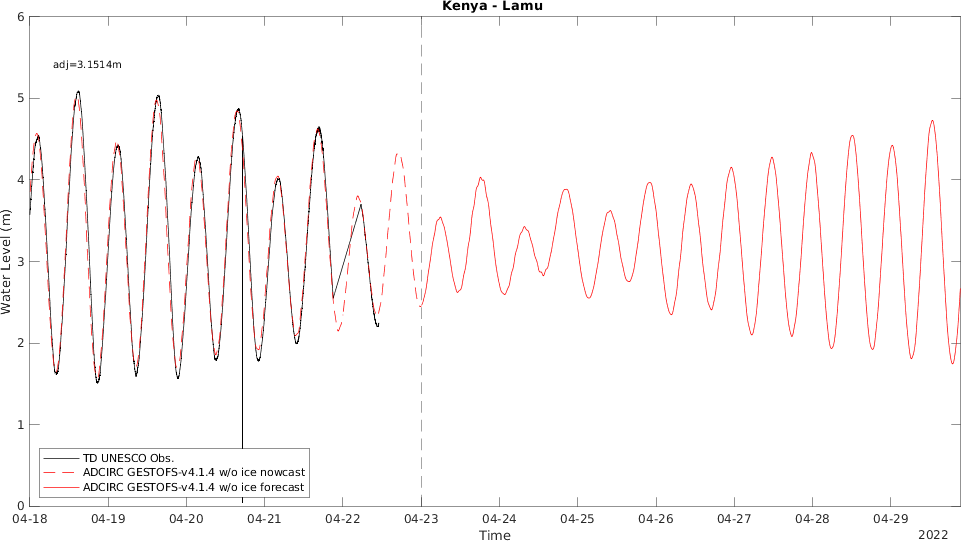 Kenya - Lamu
adj=3.1514m
Water Level (m)
6
5
4
3
2
1
0
TD UNESCO Obs.
ADCIRC GESTOFS-v4.1.4 w/o ice nowcast
ADCIRC GESTOFS-v4.1.4 w/o ice forecast
04-18 04-19 04-20 04-21 04-22 04-23 04-24 04-25 04-26 04-27 04-28 04-29
Time
2022